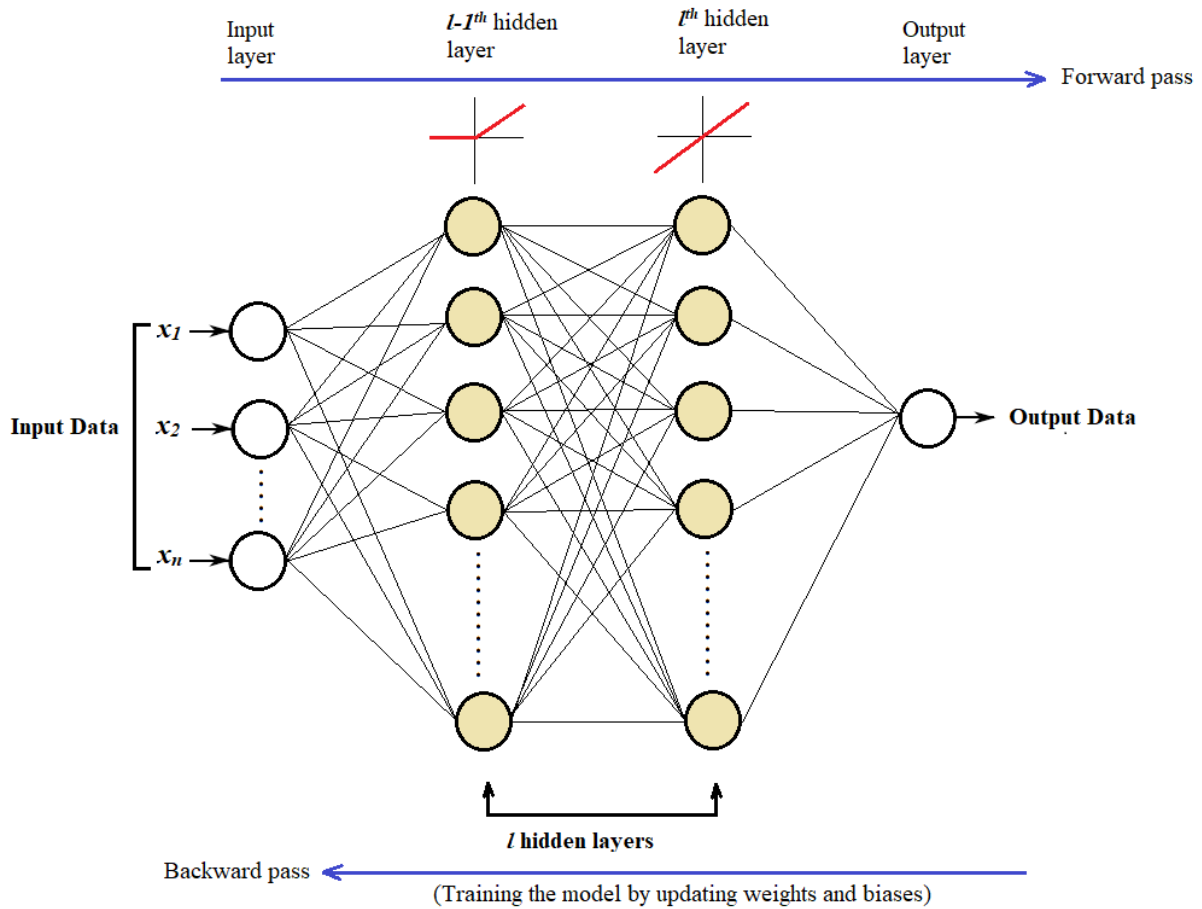 Input
layer
l-1th hidden
layer
lth hidden
layer
Output
layer
Forward pass
x1
x2
xn
Input Data
Output Data
l hidden layers
Backward pass
(Training the model by updating weights and biases)